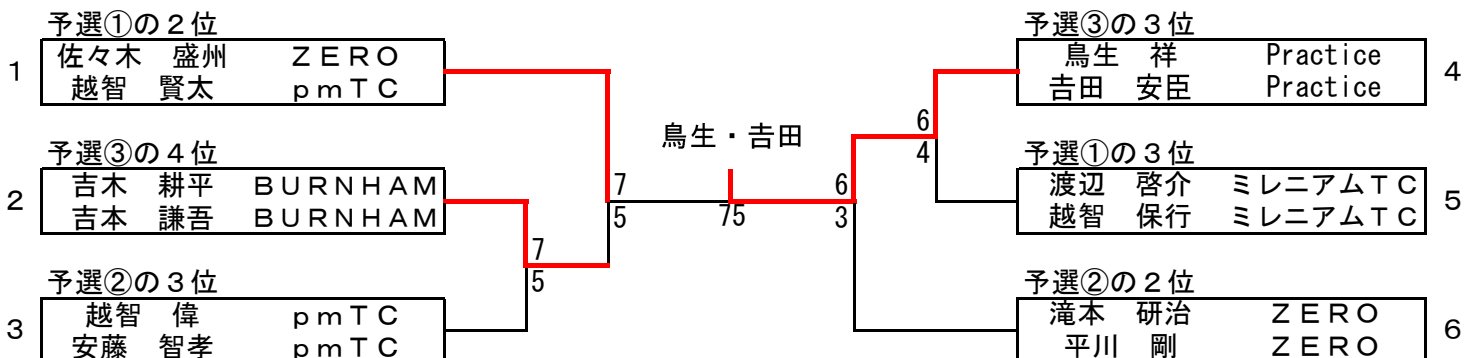 予選①の２位
1
佐々木 盛州 ＺＥＲＯ
越智 賢太 ｐｍＴＣ
予選③の４位
2
吉木 耕平 ＢＵＲＮＨＡＭ
吉本 謙吾 ＢＵＲＮＨＡＭ
予選②の３位
3
越智 偉 ｐｍＴＣ
安藤 智孝 ｐｍＴＣ
7
5
7
5
鳥生・𠮷田
75
6
3
6
4
予選③の３位
鳥生 祥 Practice
𠮷田 安臣 Practice
4
予選①の３位
渡辺 啓介 ミレニアムＴＣ
越智 保行 ミレニアムＴＣ
5
予選②の２位
滝本 研治 ＺＥＲＯ
平川 剛 ＺＥＲＯ
6